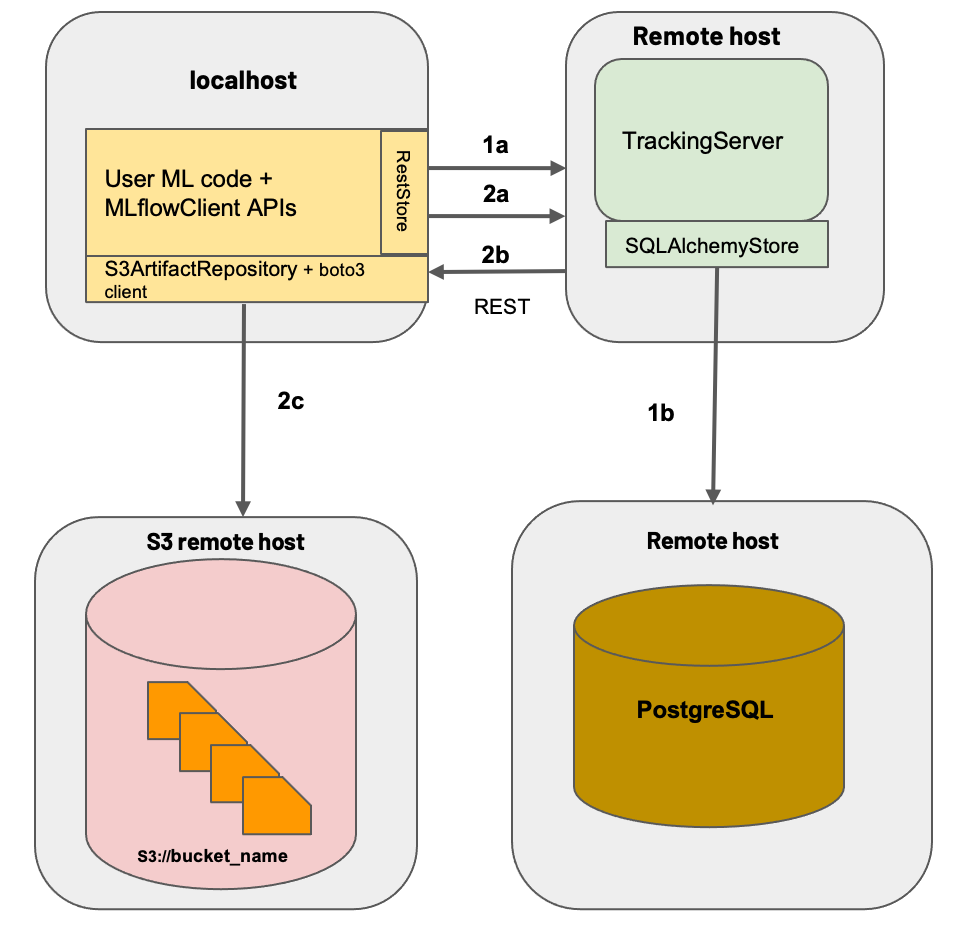 localhost
User ML code +
MLflowClient APIs
RestStore
S3ArtifactRepository + boto3
client
1a
2a
2b
REST
Remote host
TrackingServer
SQLAlchemyStore
2c
1b
S3 remote host
S3://bucket_name
Remote host
PostgreSQL